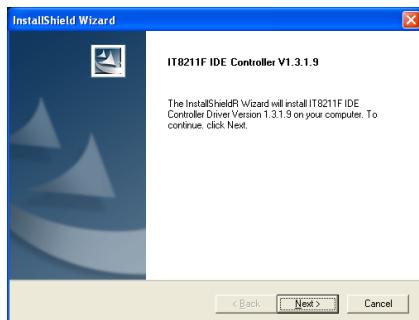 InstallShield Wizard
IT8211F IDE Controller V1.3.1.9
The InstallShieldR Wizard will install IT8211F IDE
Controller Driver Version 1.3.1.9 on your computer. To
continue, click Next.
< Back Next > Cancel